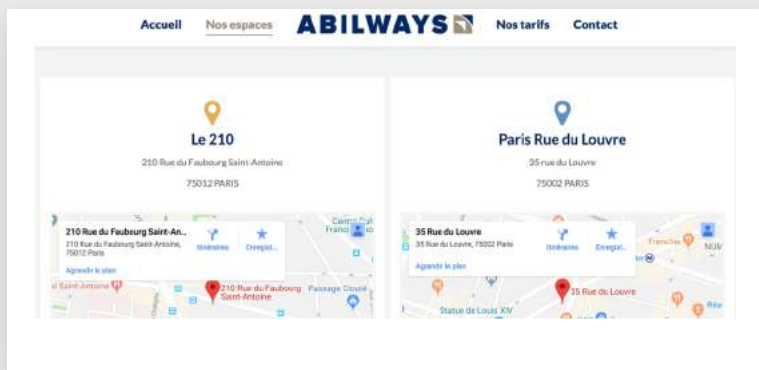 Accueil
Nos espaces
ABILWAYS
Nos tarifs
Contact
Le 210
210 Rue du Faubourg Saint-Antoine
75012 PARIS
Paris Rue du Louvre
35 rue du Louvre
75002 PARIS
210 Rue du Faubourg Saint-An...
210 Rue du Faubourg Saint-Antoine,
75012 Paris
Itinéraires
Enregist...
Agrandir le plan
210 Rue du Faubourg
Saint-Antoine
Passage
35 Rue du Louvre
35 Rue du Louvre, 75002 Paris
Itinéraires
Enregist...
Agrandir le plan
35 Rue du Louvre
Statue de Louis XIV